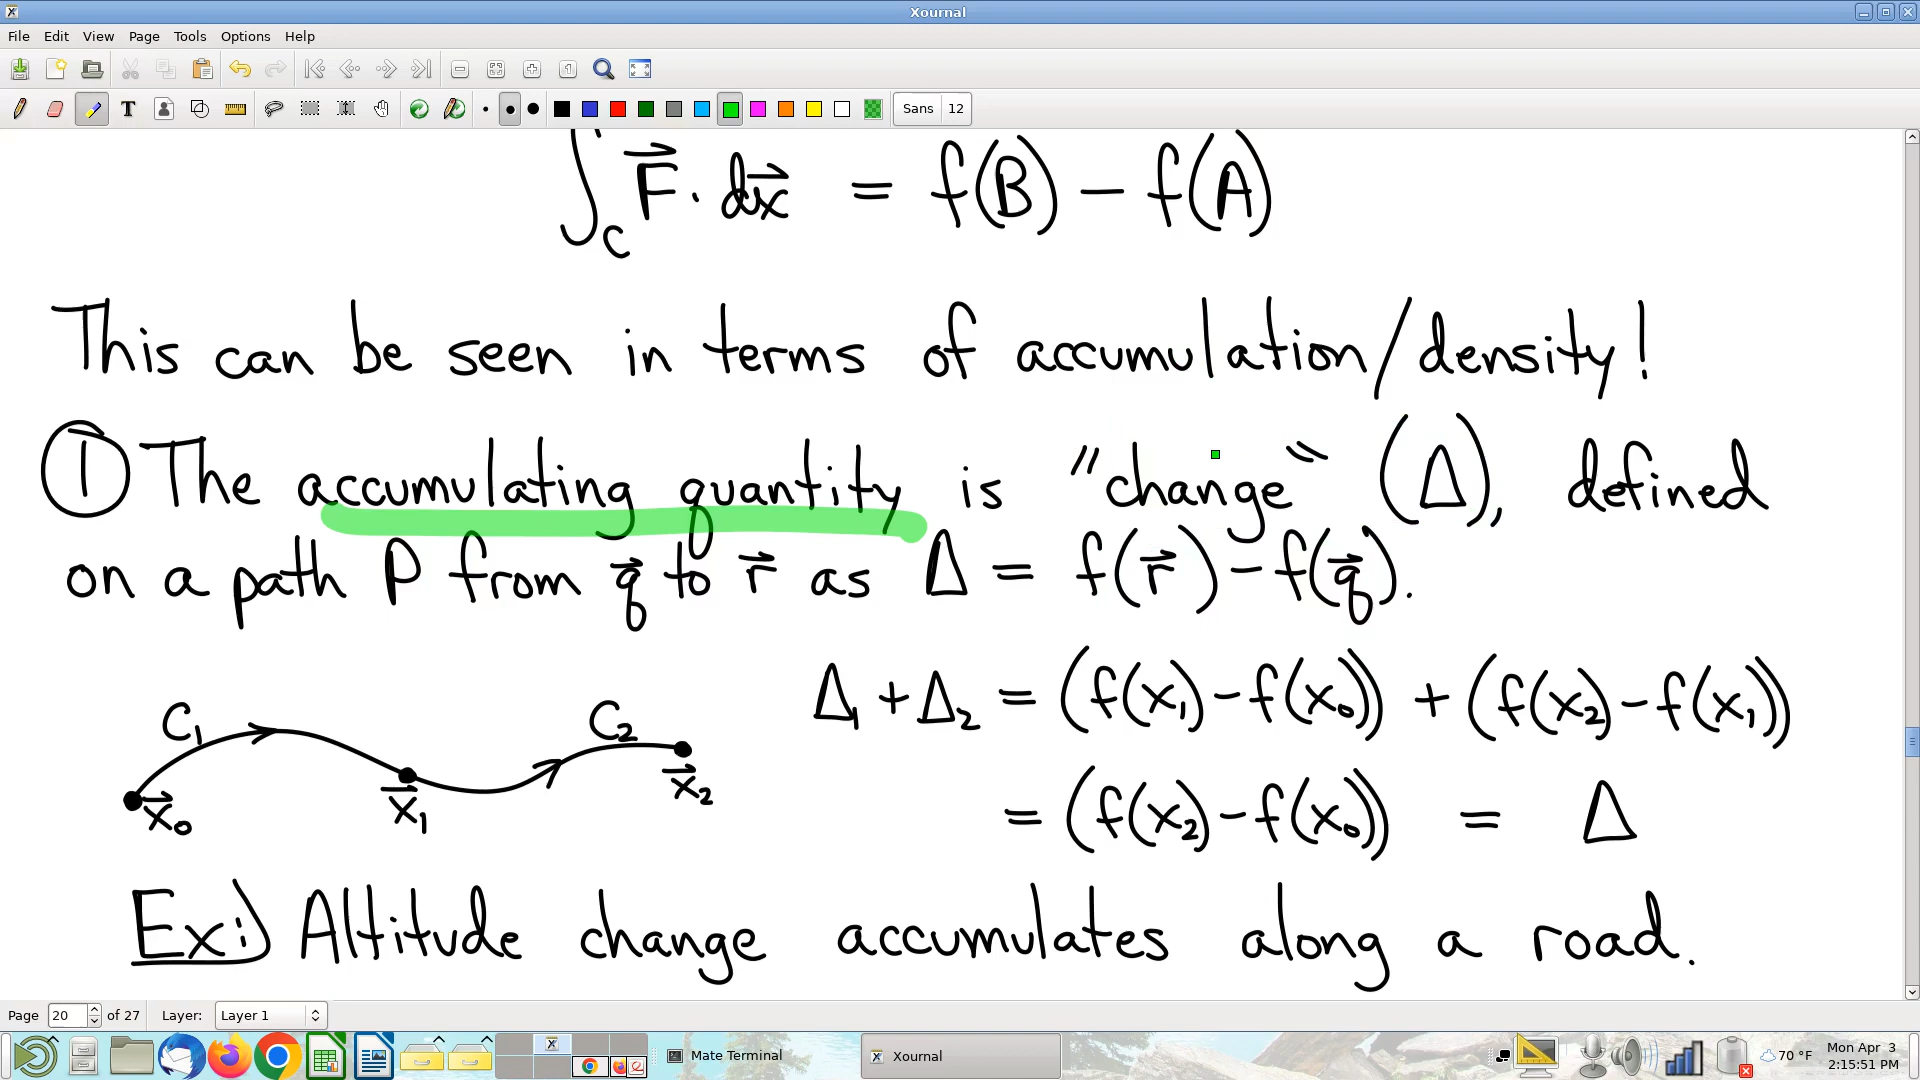 Xournal
File Edit View Page Tools Options Help
Sans 12
∫_C F⃗ · dx⃗ = f(B) − f(A)
This can be seen in terms of accumulation/density!
① The accumulating quantity is "change" (Δ), defined
on a path P from q⃗ to r⃗ as Δ = f(r⃗) − f(q⃗).
C₁ C₂
x⃗₀ x⃗₁ x⃗₂
Δ₁ + Δ₂ = (f(x₁) − f(x₀)) + (f(x₂) − f(x₁))
= (f(x₂) − f(x₀)) = Δ
Ex:) Altitude change accumulates along a road.
Page 20 of 27 Layer: Layer 1
Mate Terminal Xournal 70 °F Mon Apr 3
2:15:51 PM